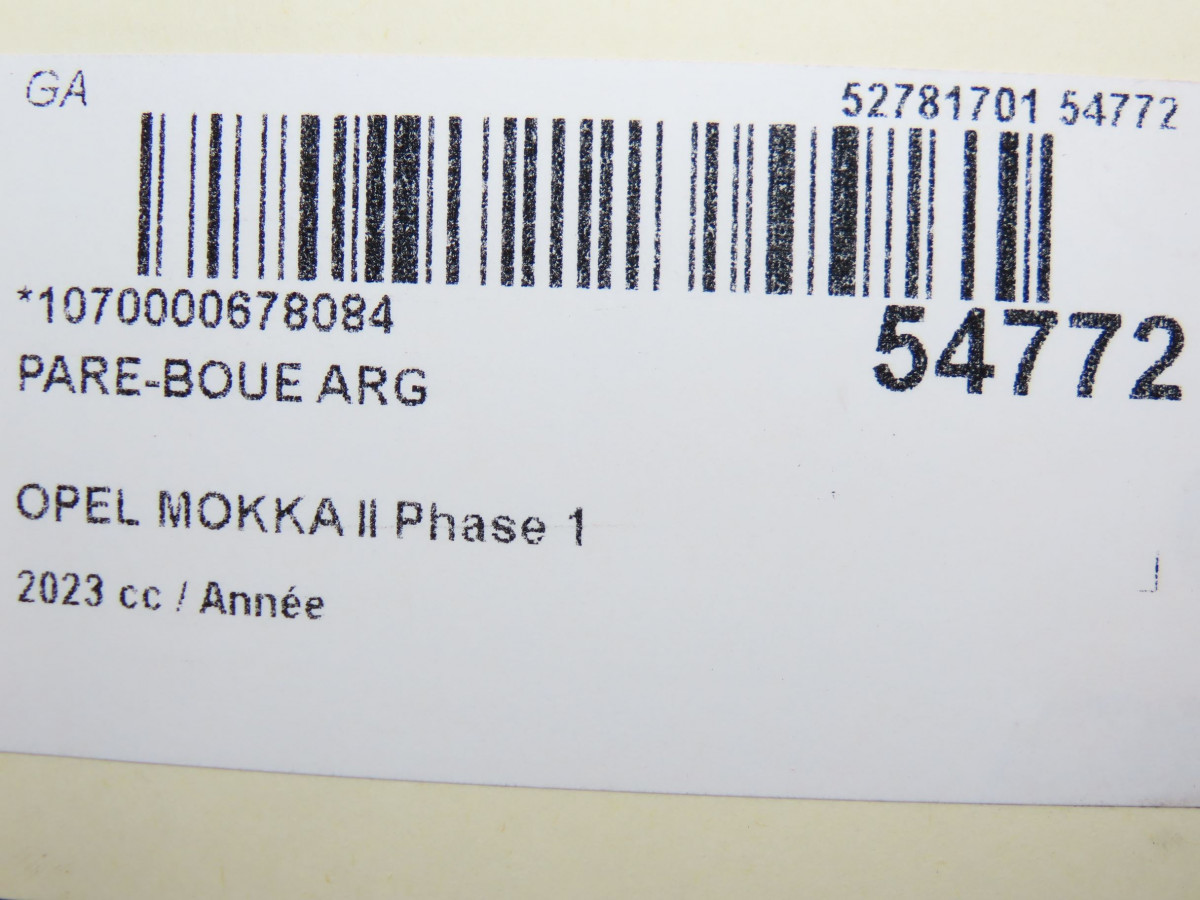 GA
52781701 54772
*1070000678084
54772
PARE-BOUE ARG
OPEL MOKKA II Phase 1
2023 cc / Année